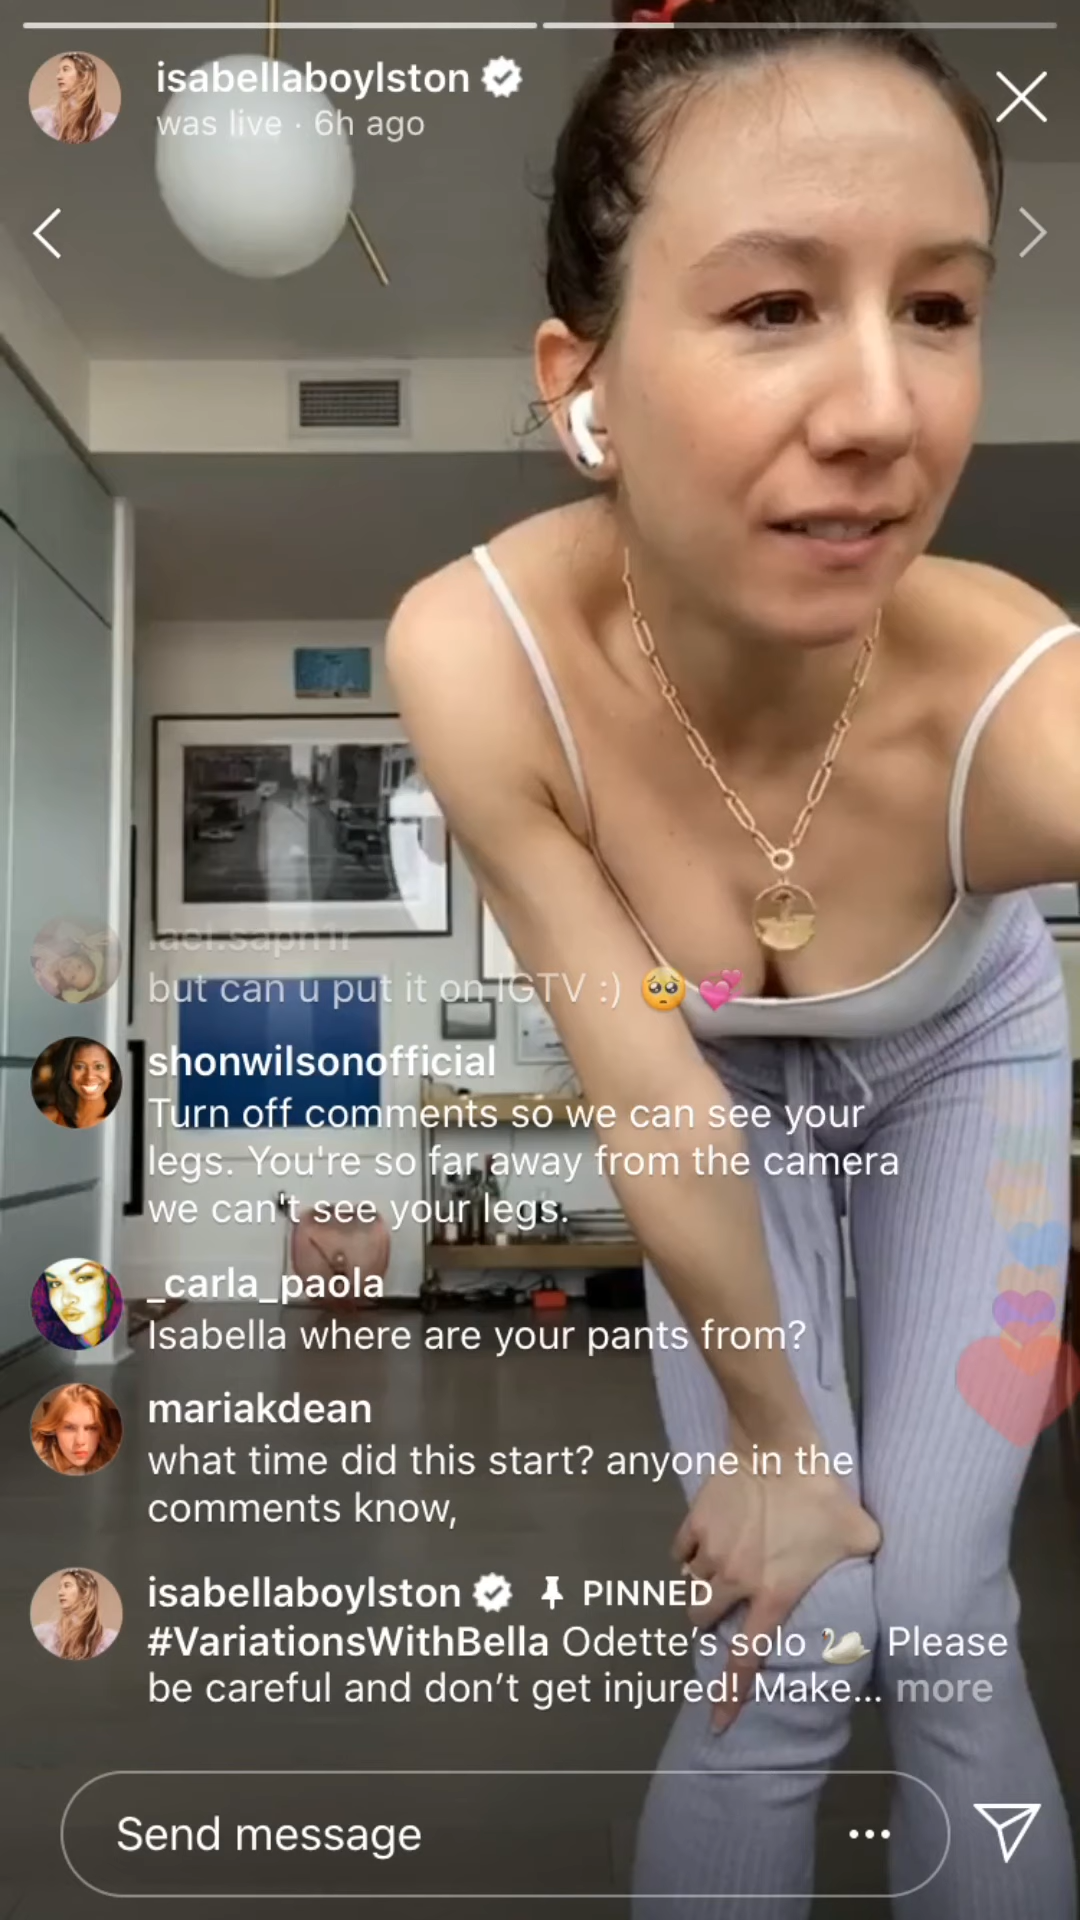 isabellaboylston
was live · 6h ago
but can u put it on IGTV :) 🥺 💞
shonwilsonofficial
Turn off comments so we can see your
legs. You're so far away from the camera
we can't see your legs.
_carla_paola
Isabella where are your pants from?
mariakdean
what time did this start? anyone in the
comments know,
isabellaboylston PINNED
#VariationsWithBella Odette’s solo 🦢 Please
be careful and don’t get injured! Make... more
Send message